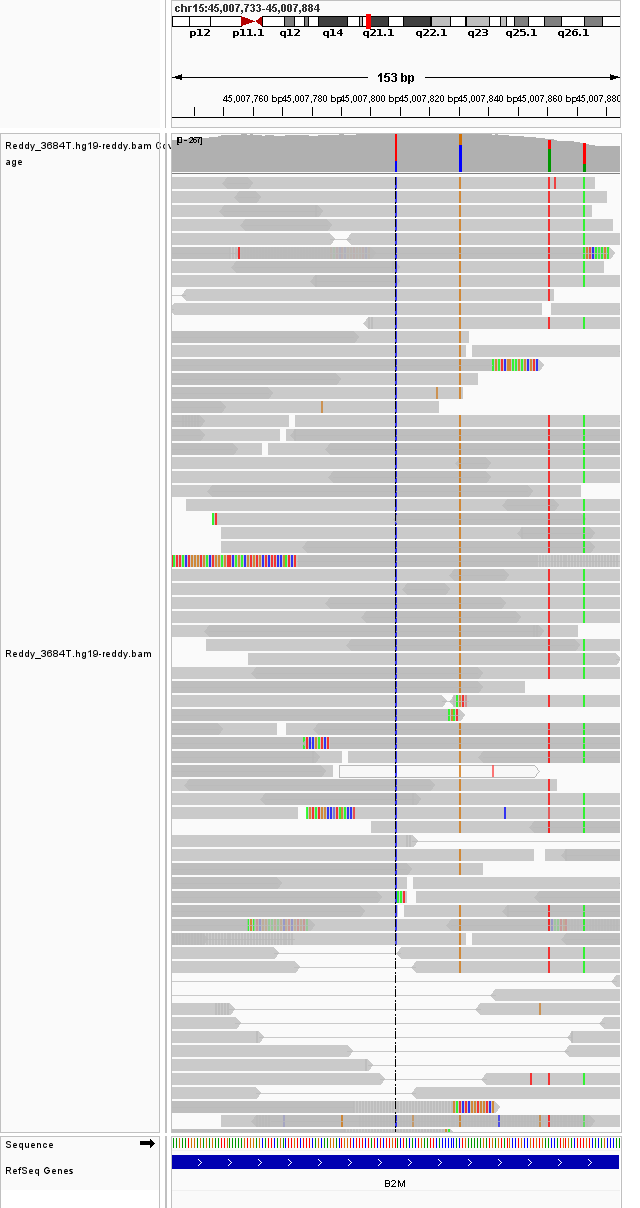 chr15:45,007,733-45,007,884
p12 p11.1 q12 q14 q21.1 q22.1 q23 q25.1 q26.1
153 bp
45,007,760 bp 45,007,780 bp 45,007,800 bp 45,007,820 bp 45,007,840 bp 45,007,860 bp 45,007,880
[0 - 267]
Reddy_3684T.hg19-reddy.bam Cov
age
Reddy_3684T.hg19-reddy.bam
Sequence
RefSeq Genes
B2M